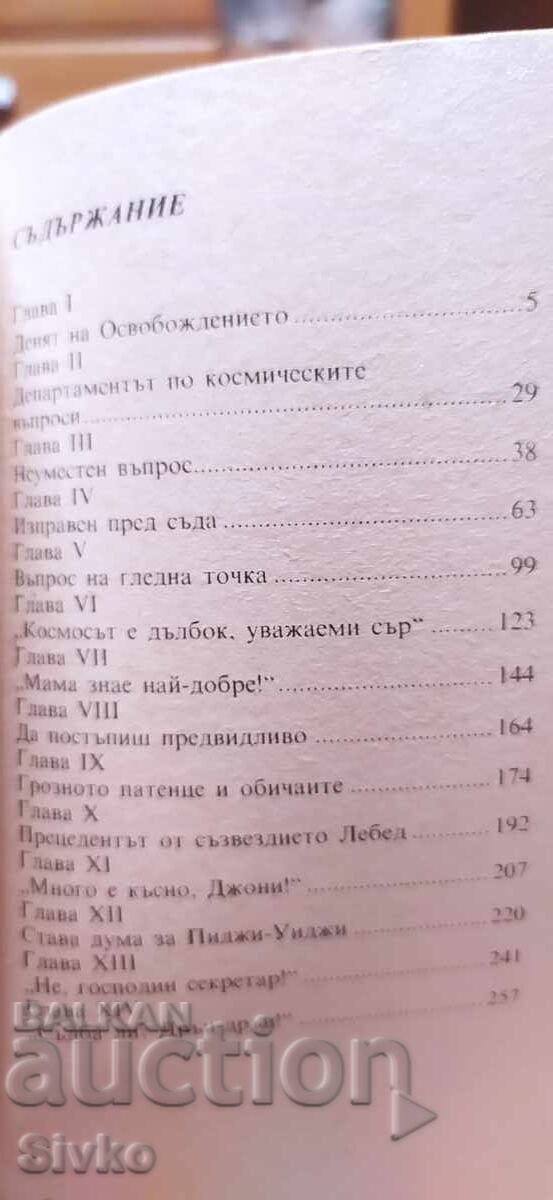 СЪДЪРЖАНИЕ
Глава I
Денят на Освобождението 5
Глава II
Департаментът по космическите
въпроси 29
Глава III
Неуместен въпрос 38
Глава IV
Изправен пред съда 63
Глава V
Въпрос на гледна точка 99
Глава VI
„Космосът е дълбок, уважаеми сър“ 123
Глава VII
„Мама знае най-добре!“ 144
Глава VIII
Да постъпиш предвидливо 164
Глава IX
Грозното патенце и обичаите 174
Глава X
Прецедентът от съзвездието Лебед 192
Глава XI
„Много е късно, Джони!“ 207
Глава XII
Става дума за Пиджи-Уиджи 220
Глава XIII
„Не, господин секретар!“ 241
Глава XIV
257
BALKAN
auction
Sivko